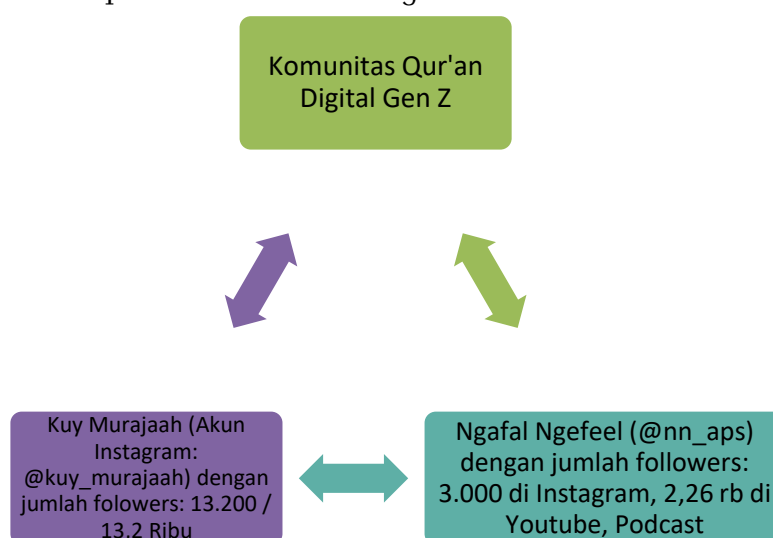 Komunitas Qur'an
Digital Gen Z
Kuy Murajaah (Akun
Instagram:
@kuy_murajaah) dengan
jumlah folowers: 13.200 /
13.2 Ribu
Ngafal Ngefeel (@nn_aps)
dengan jumlah followers:
3.000 di Instagram, 2,26 rb di
Youtube, Podcast